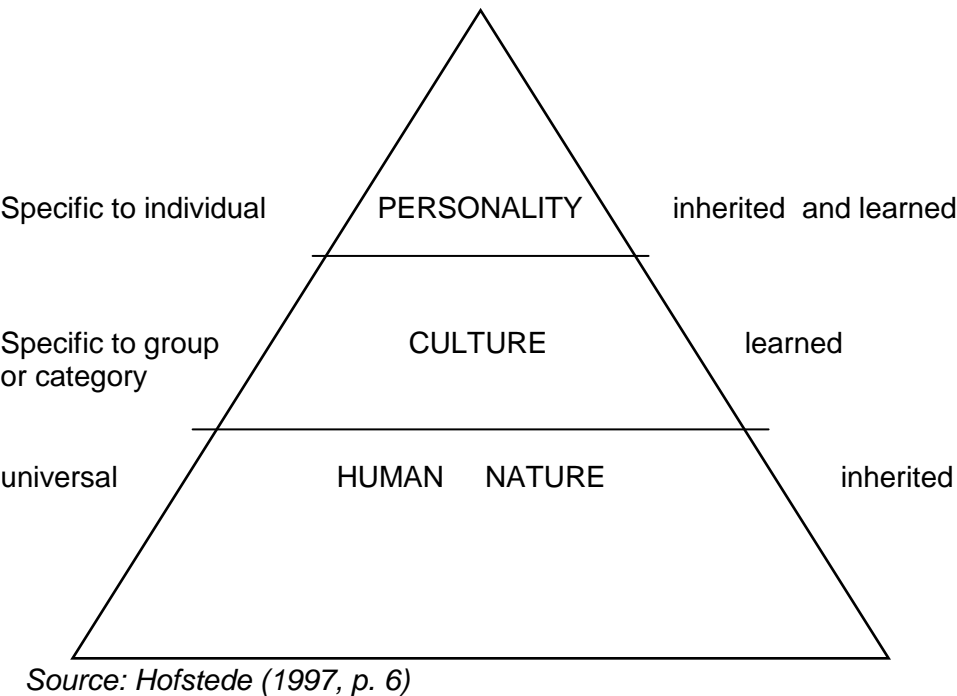 Specific to individual PERSONALITY inherited and learned
Specific to group CULTURE learned
or category
universal HUMAN NATURE inherited
Source: Hofstede (1997, p. 6)